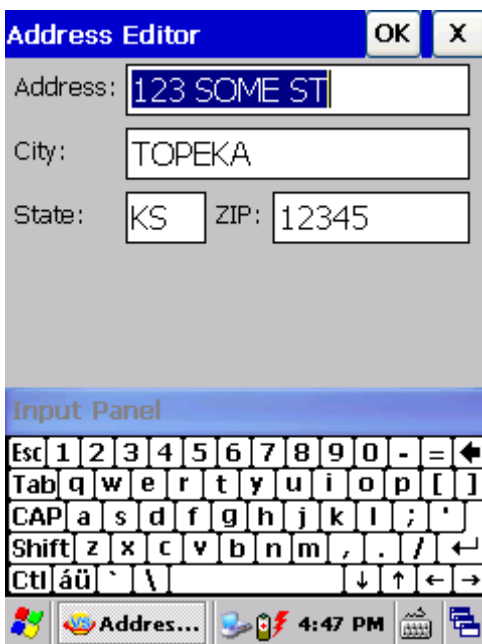 Address Editor OK X
Address: 123 SOME ST
City: TOPEKA
State: KS ZIP: 12345
Input Panel
Esc 1 2 3 4 5 6 7 8 9 0 - = 🡸
Tab q w e r t y u i o p [ ]
CAP a s d f g h j k l ; '
Shift z x c v b n m , . / ↵
Ctl áü ` \ ↓ ↑ ← →
VS Addres... 4:47 PM